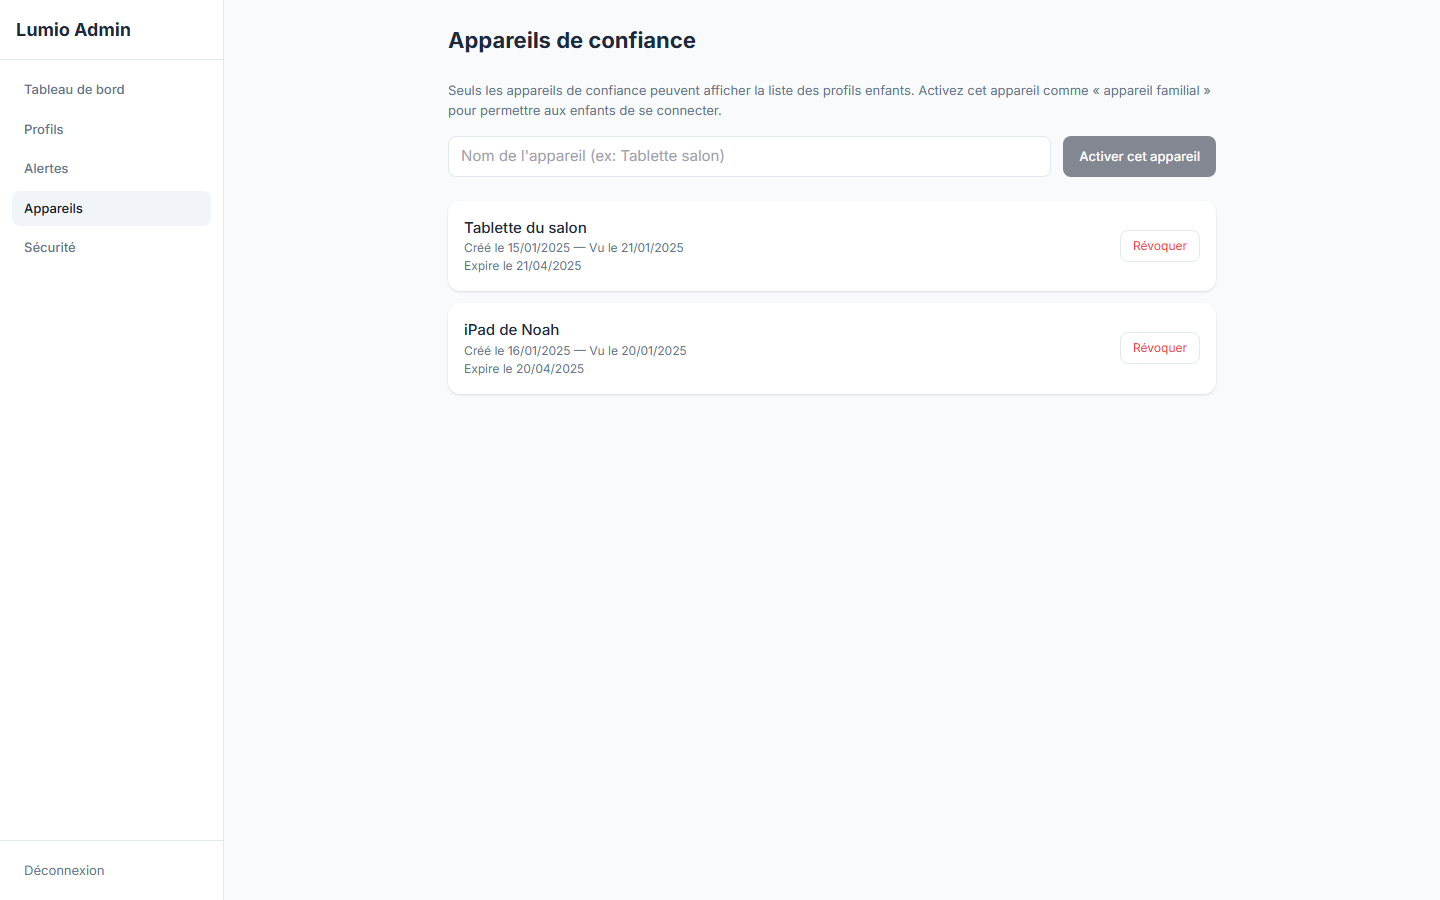 Lumio Admin
Tableau de bord
Profils
Alertes
Appareils
Sécurité
Déconnexion
Appareils de confiance
Seuls les appareils de confiance peuvent afficher la liste des profils enfants. Activez cet appareil comme « appareil familial »
pour permettre aux enfants de se connecter.
Nom de l'appareil (ex: Tablette salon)
Activer cet appareil
Tablette du salon
Créé le 15/01/2025 — Vu le 21/01/2025
Expire le 21/04/2025
Révoquer
iPad de Noah
Créé le 16/01/2025 — Vu le 20/01/2025
Expire le 20/04/2025
Révoquer